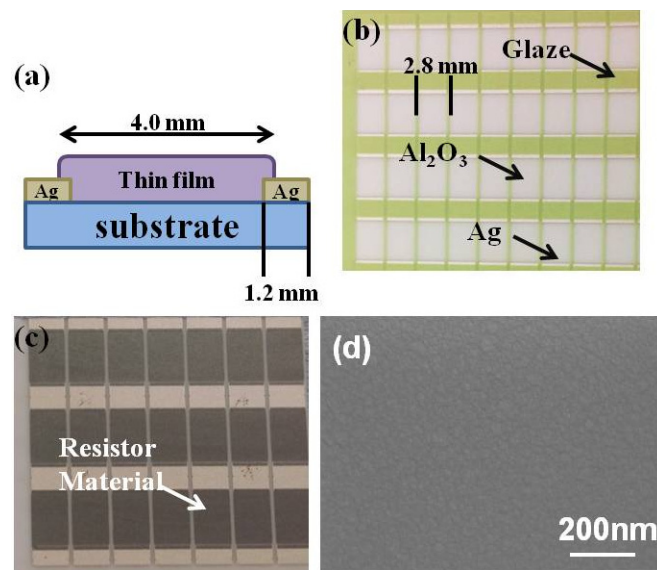 (a)
4.0 mm
Ag
Thin film
Ag
substrate
1.2 mm
(b)
Glaze
2.8 mm
Al₂O₃
Ag
(c)
Resistor
Material
(d)
200nm